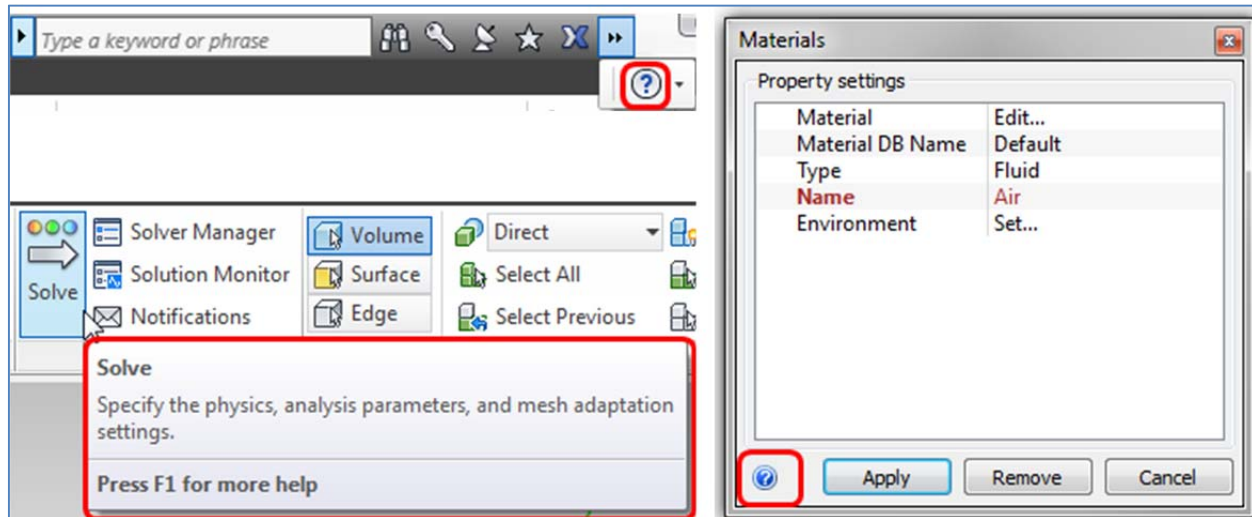 Type a keyword or phrase
Solve
Solver Manager
Solution Monitor
Notifications
Volume
Surface
Edge
Direct
Select All
Select Previous
Solve
Specify the physics, analysis parameters, and mesh adaptation
settings.
Press F1 for more help
Materials
Property settings
Material Edit...
Material DB Name Default
Type Fluid
Name Air
Environment Set...
Apply Remove Cancel